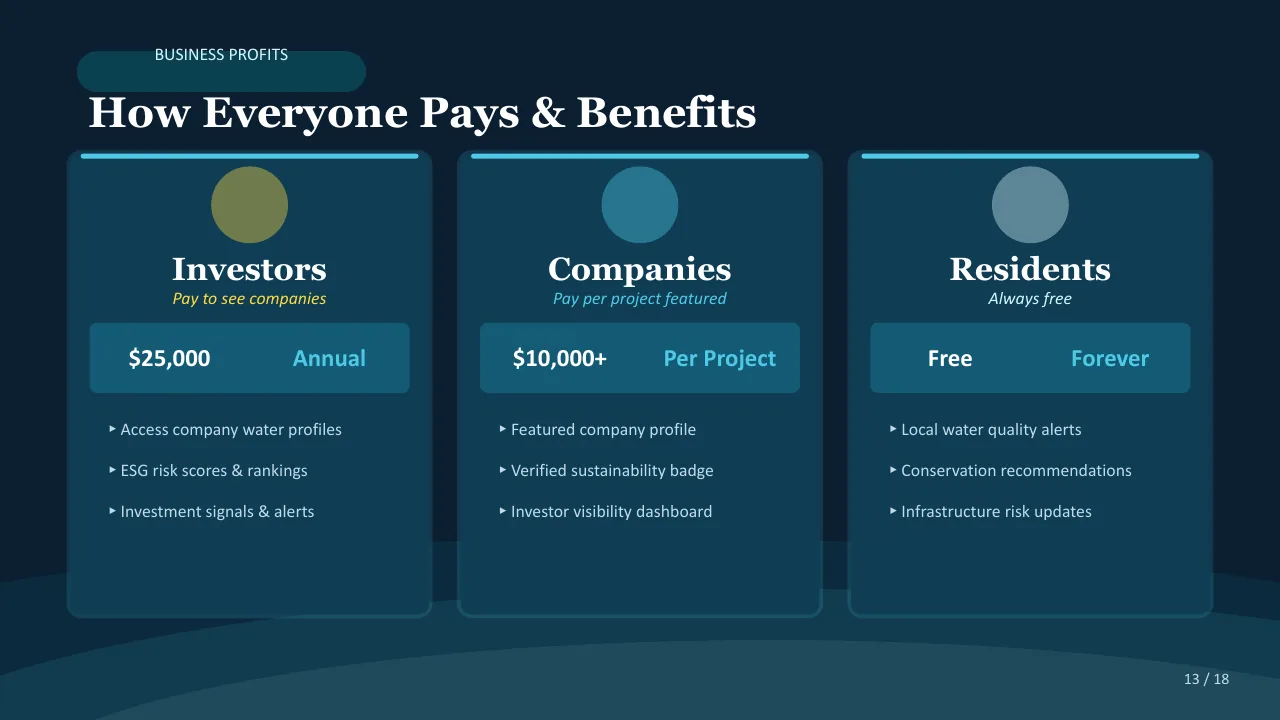 BUSINESS PROFITS
How Everyone Pays & Benefits
Investors
Pay to see companies
$25,000 Annual
‣ Access company water profiles
‣ ESG risk scores & rankings
‣ Investment signals & alerts
Companies
Pay per project featured
$10,000+ Per Project
‣ Featured company profile
‣ Verified sustainability badge
‣ Investor visibility dashboard
Residents
Always free
Free Forever
‣ Local water quality alerts
‣ Conservation recommendations
‣ Infrastructure risk updates
13 / 18